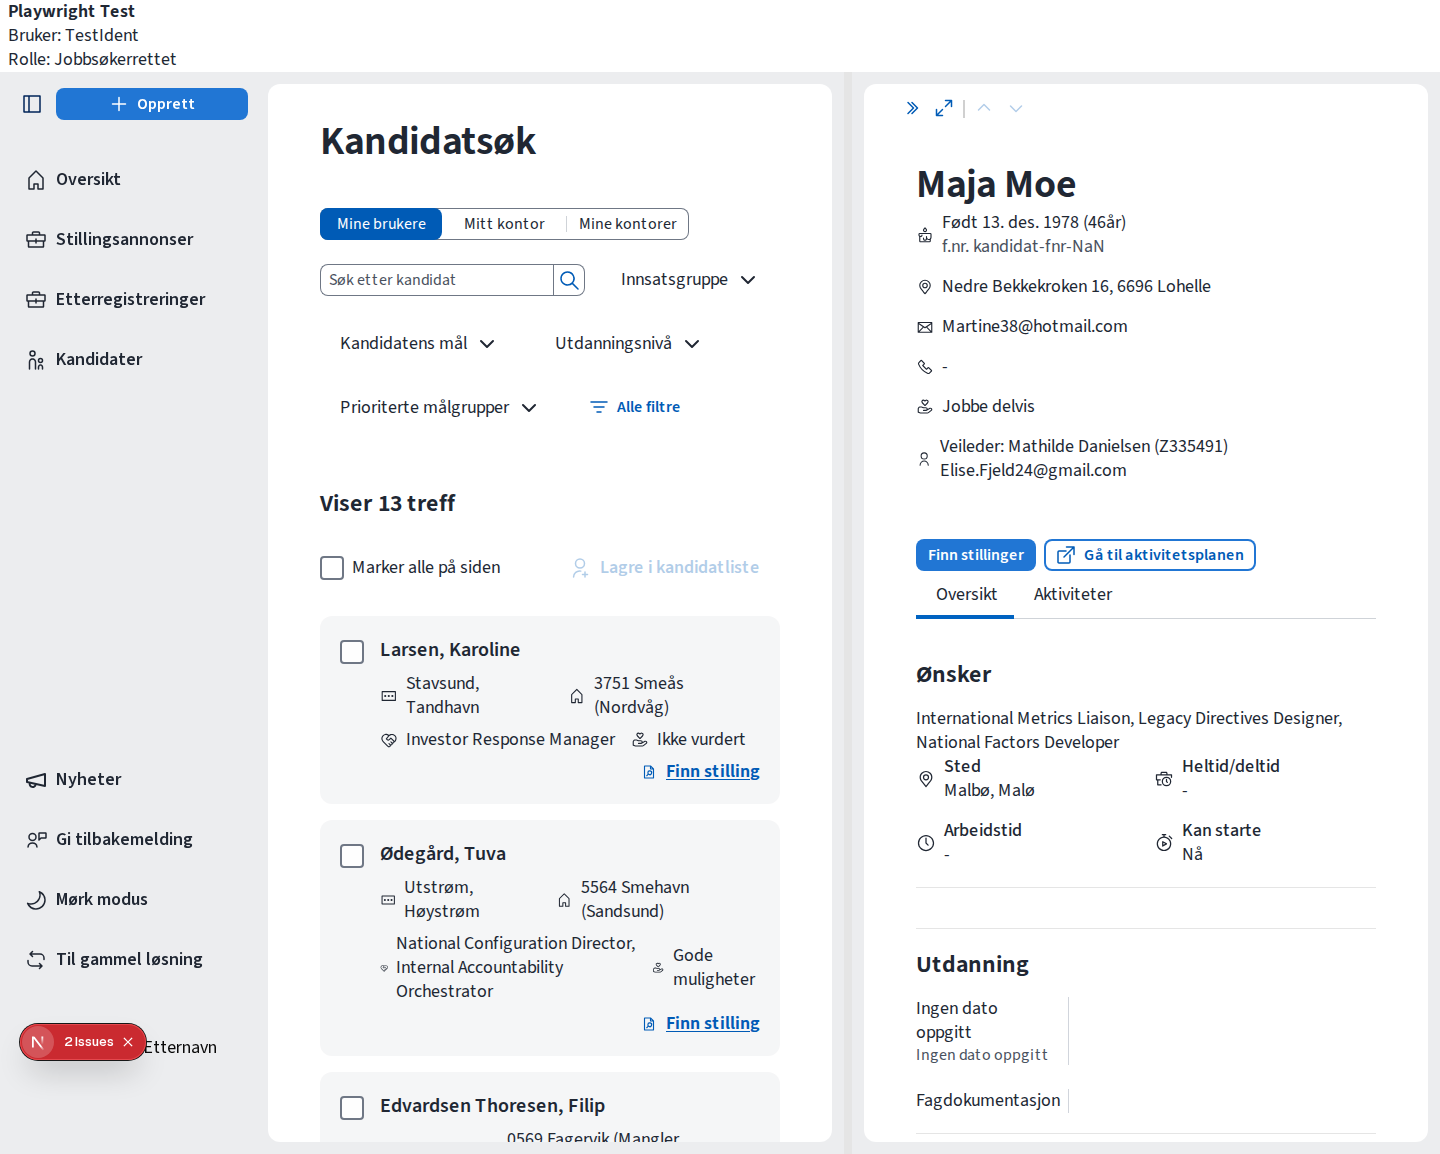 Playwright Test
Bruker: TestIdent
Rolle: Jobbsøkerrettet
Opprett
Oversikt
Stillingsannonser
Etterregistreringer
Kandidater
Nyheter
Gi tilbakemelding
Mørk modus
Til gammel løsning
2 Issues
Etternavn
Kandidatsøk
Mine brukere
Mitt kontor
Mine kontorer
Søk etter kandidat
Innsatsgruppe
Kandidatens mål
Utdanningsnivå
Prioriterte målgrupper
Alle filtre
Viser 13 treff
Marker alle på siden
Lagre i kandidatliste
Larsen, Karoline
Stavsund,
Tandhavn
3751 Smeås
(Nordvåg)
Investor Response Manager
Ikke vurdert
Finn stilling
Ødegård, Tuva
Utstrøm,
Høystrøm
5564 Smehavn
(Sandsund)
National Configuration Director,
Internal Accountability
Orchestrator
Gode
muligheter
Finn stilling
Edvardsen Thoresen, Filip
0569 Fagervik (Mangler
Maja Moe
Født 13. des. 1978 (46år)
f.nr. kandidat-fnr-NaN
Nedre Bekkekroken 16, 6696 Lohelle
Martine38@hotmail.com
-
Jobbe delvis
Veileder: Mathilde Danielsen (Z335491)
Elise.Fjeld24@gmail.com
Finn stillinger
Gå til aktivitetsplanen
Oversikt
Aktiviteter
Ønsker
International Metrics Liaison, Legacy Directives Designer,
National Factors Developer
Sted
Malbø, Malø
Heltid/deltid
-
Arbeidstid
-
Kan starte
Nå
Utdanning
Ingen dato
oppgitt
Ingen dato oppgitt
Fagdokumentasjon